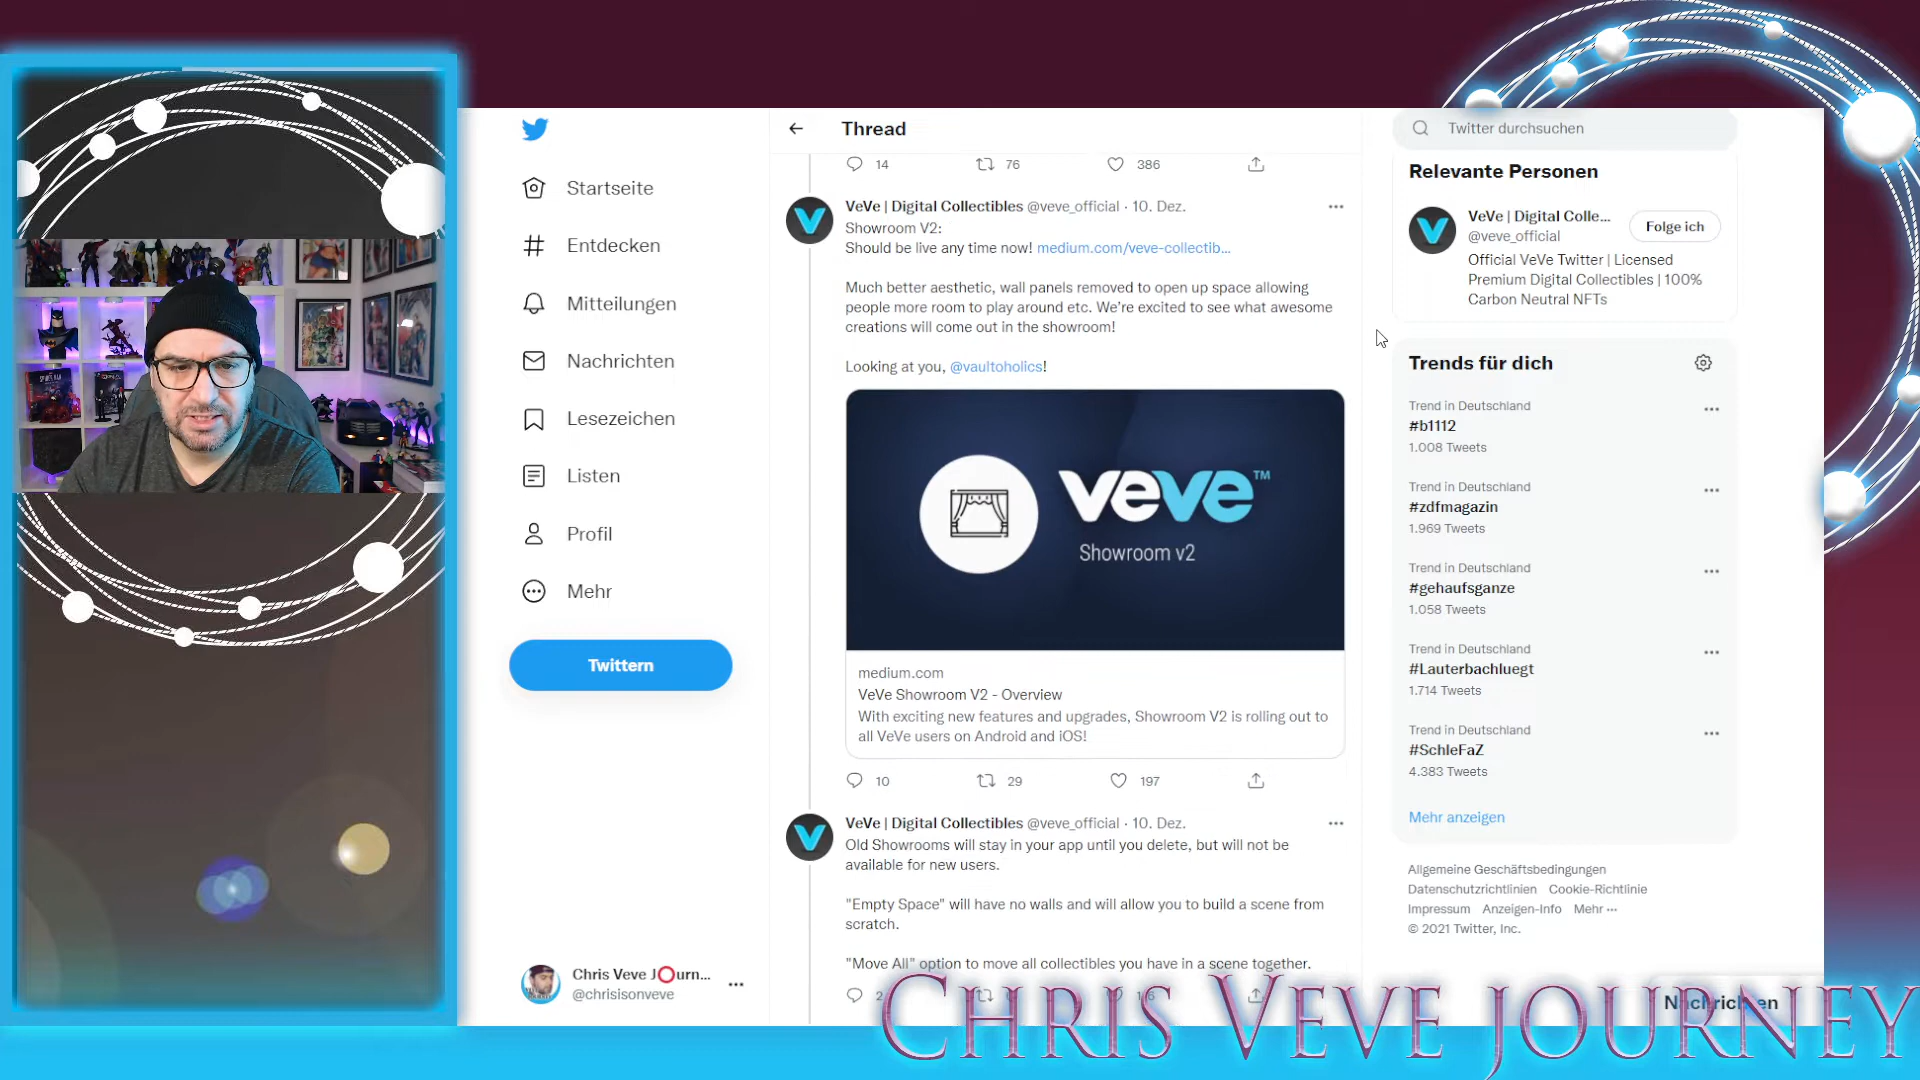 Startseite
Entdecken
Mitteilungen
Nachrichten
Lesezeichen
Listen
Profil
Mehr
Twittern
Chris Veve J⭕urn...
@chrisisonveve
Thread
14 76 386
VeVe | Digital Collectibles @veve_official · 10. Dez.
Showroom V2:
Should be live any time now! medium.com/veve-collectib...
Much better aesthetic, wall panels removed to open up space allowing
people more room to play around etc. We're excited to see what awesome
creations will come out in the showroom!
Looking at you, @vaultoholics!
veve™
Showroom v2
medium.com
VeVe Showroom V2 - Overview
With exciting new features and upgrades, Showroom V2 is rolling out to
all VeVe users on Android and iOS!
10 29 197
VeVe | Digital Collectibles @veve_official · 10. Dez.
Old Showrooms will stay in your app until you delete, but will not be
available for new users.
"Empty Space" will have no walls and will allow you to build a scene from
scratch.
"Move All" option to move all collectibles you have in a scene together.
Twitter durchsuchen
Relevante Personen
VeVe | Digital Colle...
@veve_official
Folge ich
Official VeVe Twitter | Licensed
Premium Digital Collectibles | 100%
Carbon Neutral NFTs
Trends für dich
Trend in Deutschland
#b1112
1.008 Tweets
Trend in Deutschland
#zdfmagazin
1.969 Tweets
Trend in Deutschland
#gehaufsganze
1.058 Tweets
Trend in Deutschland
#Lauterbachluegt
1.714 Tweets
Trend in Deutschland
#SchleFaZ
4.383 Tweets
Mehr anzeigen
Allgemeine Geschäftsbedingungen
Datenschutzrichtlinien Cookie-Richtlinie
Impressum Anzeigen-Info Mehr ···
© 2021 Twitter, Inc.
Nachrichten
CHRIS VEVE JOURNEY